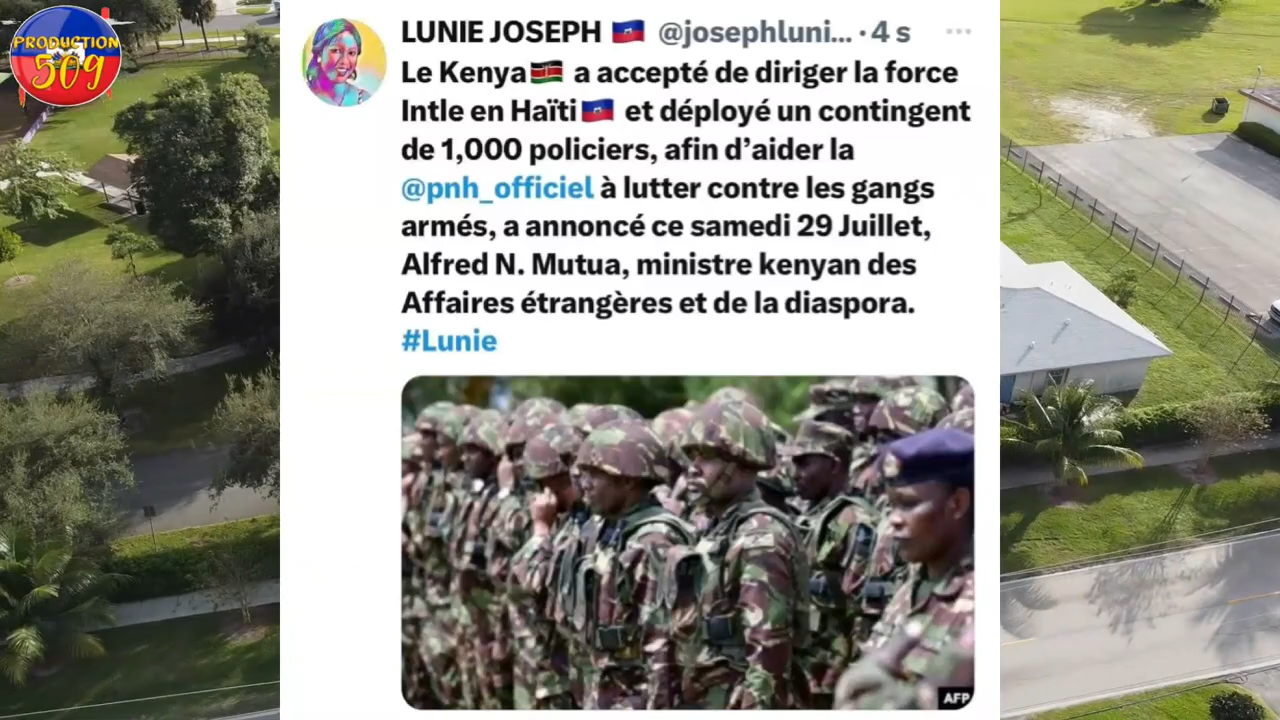 PRODUCTION
509
LUNIE JOSEPH 🇭🇹 @josephluni... · 4 s
Le Kenya🇰🇪 a accepté de diriger la force
Intle en Haïti🇭🇹 et déployé un contingent
de 1,000 policiers, afin d’aider la
@pnh_officiel à lutter contre les gangs
armés, a annoncé ce samedi 29 Juillet,
Alfred N. Mutua, ministre kenyan des
Affaires étrangères et de la diaspora.
#Lunie
AFP